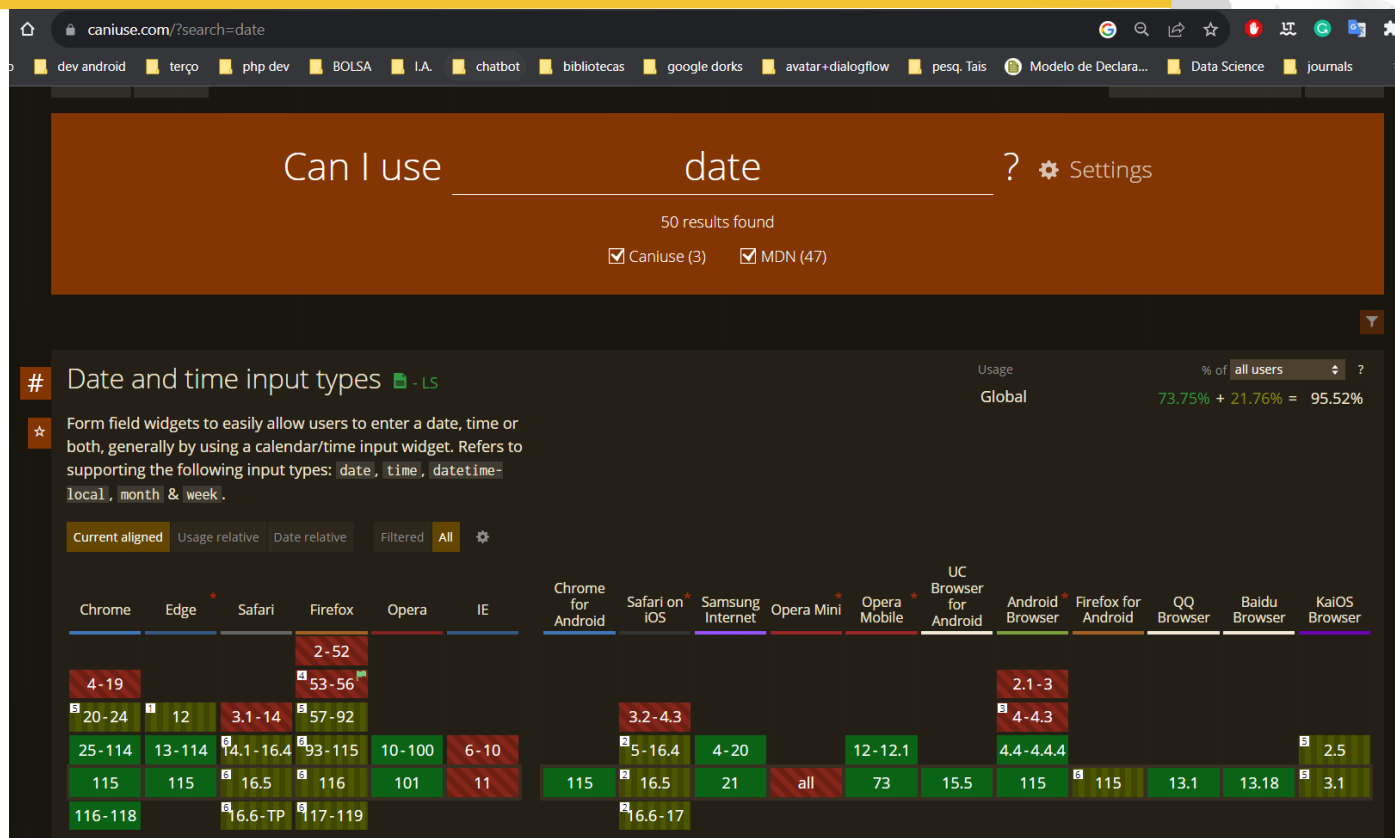 caniuse.com/?search=date
dev android terço php dev BOLSA I.A. chatbot bibliotecas google dorks avatar+dialogflow pesq. Tais Modelo de Declara... Data Science journals
Can I use date ? Settings
50 results found
Caniuse (3) MDN (47)
# Date and time input types - LS
Usage % of all users ?
Global 73.75% + 21.76% = 95.52%
Form field widgets to easily allow users to enter a date, time or
both, generally by using a calendar/time input widget. Refers to
supporting the following input types: date, time, datetime-
local, month & week.
Current aligned Usage relative Date relative Filtered All
Chrome Edge * Safari Firefox Opera IE Chrome for Android Safari on iOS * Samsung Internet Opera Mini * Opera Mobile * UC Browser for Android Android Browser * Firefox for Android QQ Browser Baidu Browser KaiOS Browser
2-52
4-19 4 53-56 2.1-3
5 20-24 1 12 3.1-14 5 57-92 3.2-4.3 3 4-4.3
25-114 13-114 6 14.1-16.4 6 93-115 10-100 6-10 2 5-16.4 4-20 12-12.1 4.4-4.4.4 5 2.5
115 115 6 16.5 6 116 101 11 115 2 16.5 21 all 73 15.5 115 6 115 13.1 13.18 5 3.1
116-118 6 16.6-TP 6 117-119 2 16.6-17